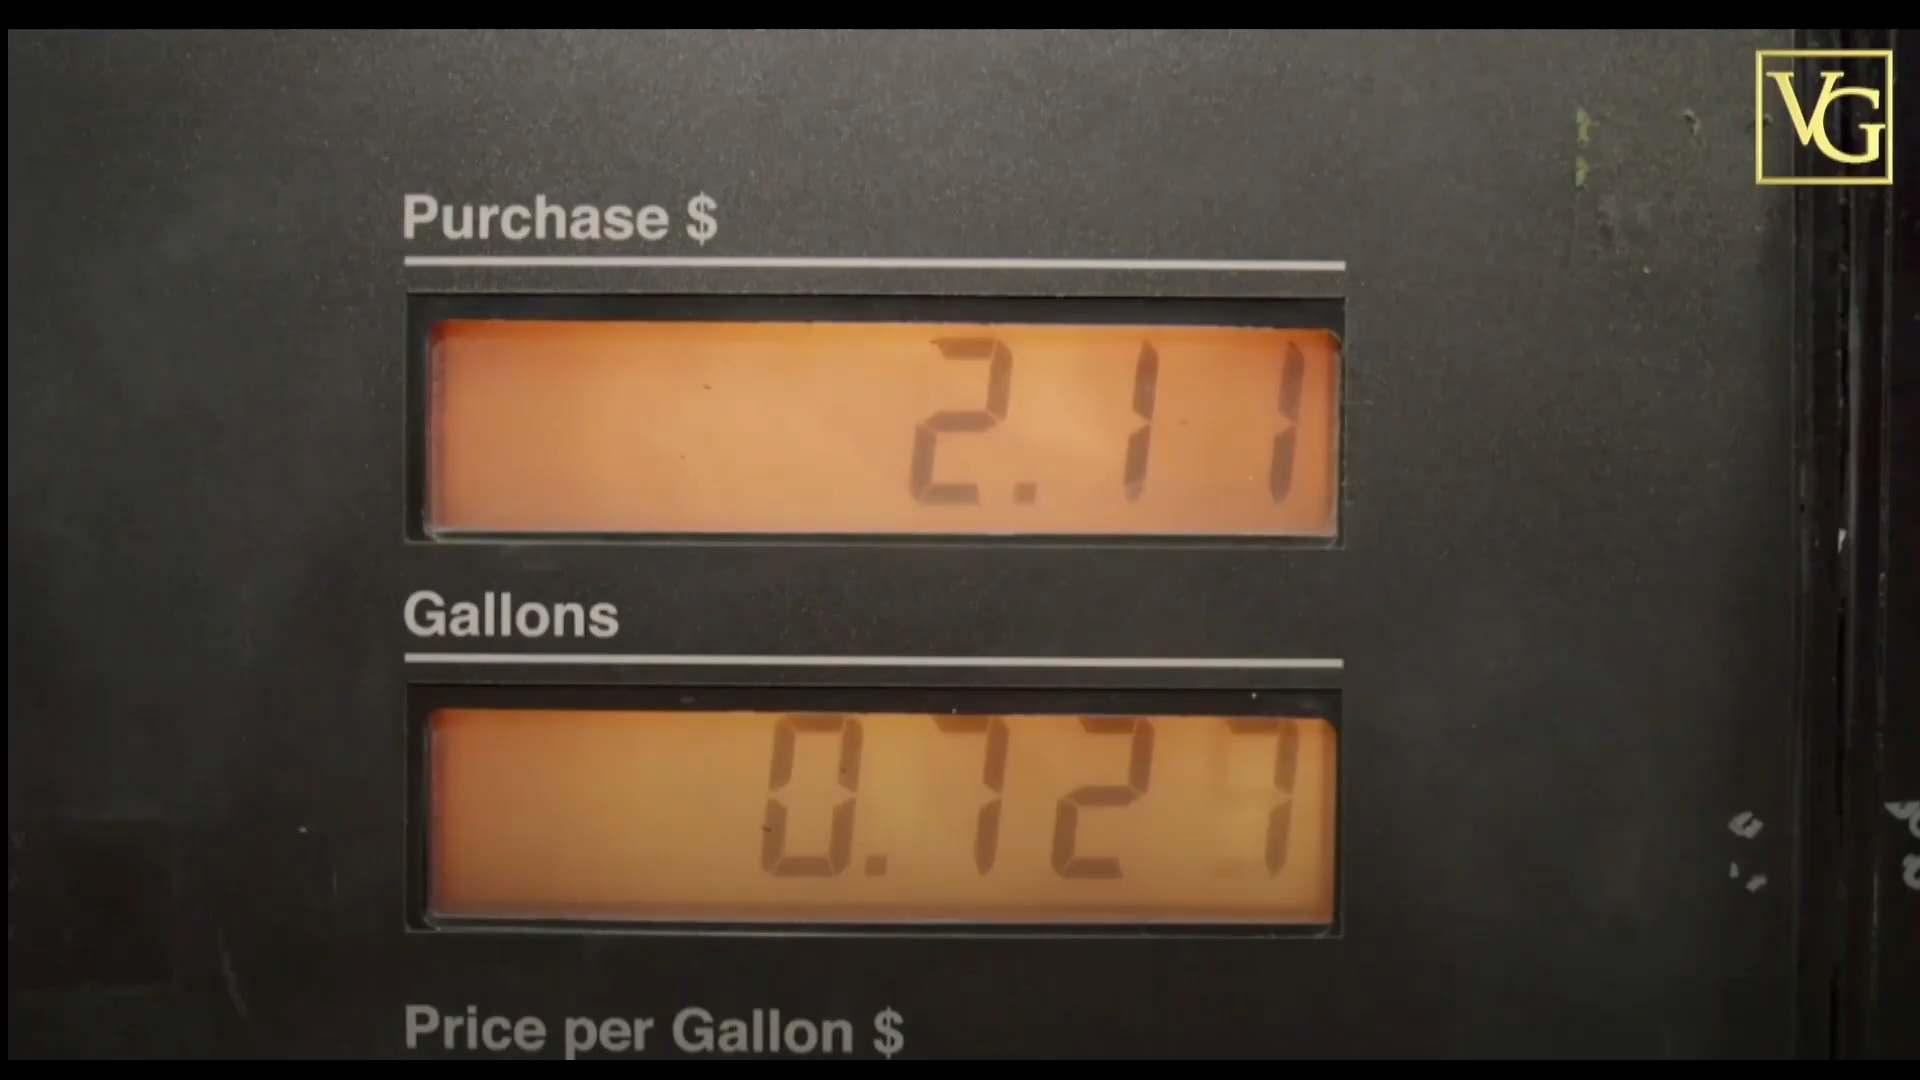 VG
Purchase $
2.11
Gallons
0.727
Price per Gallon $